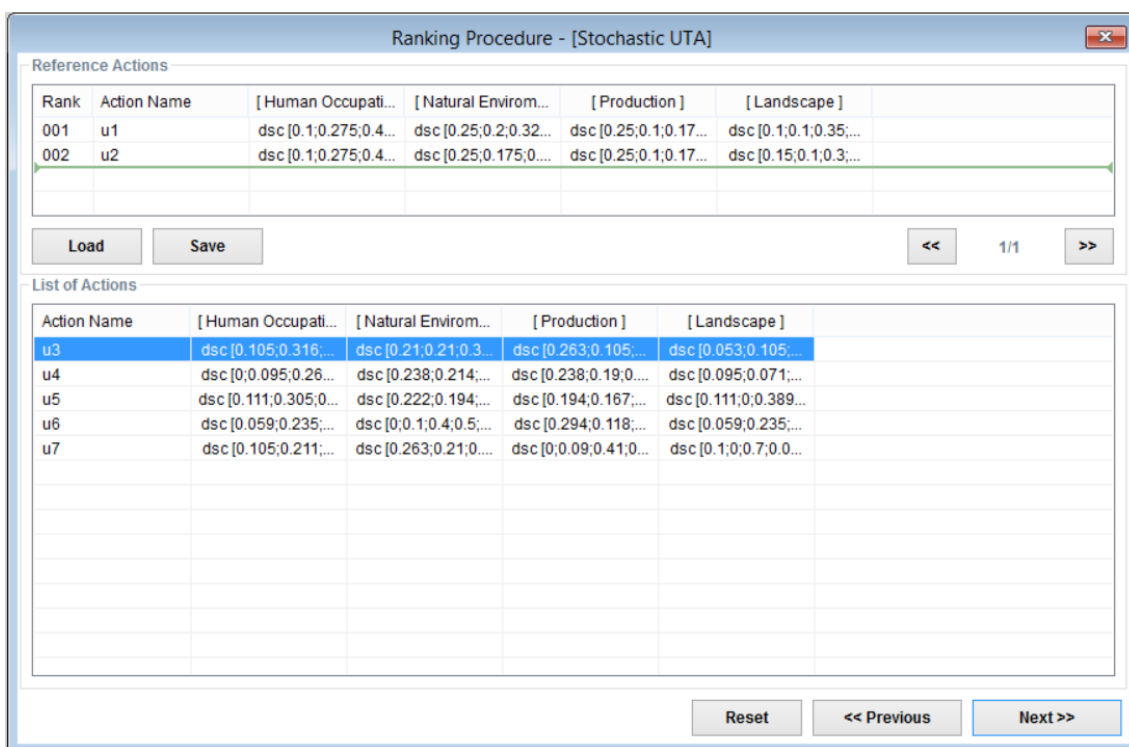 Ranking Procedure - [Stochastic UTA]
Reference Actions
Rank Action Name [ Human Occupati... [ Natural Envirom... [ Production ] [ Landscape ]
001 u1 dsc [0.1;0.275;0.4... dsc [0.25;0.2;0.32... dsc [0.25;0.1;0.17... dsc [0.1;0.1;0.35;...
002 u2 dsc [0.1;0.275;0.4... dsc [0.25;0.175;0.... dsc [0.25;0.1;0.17... dsc [0.15;0.1;0.3;...
Load Save << 1/1 >>
List of Actions
Action Name [ Human Occupati... [ Natural Envirom... [ Production ] [ Landscape ]
u3 dsc [0.105;0.316;... dsc [0.21;0.21;0.3... dsc [0.263;0.105;... dsc [0.053;0.105;...
u4 dsc [0;0.095;0.26... dsc [0.238;0.214;... dsc [0.238;0.19;0.... dsc [0.095;0.071;...
u5 dsc [0.111;0.305;0... dsc [0.222;0.194;... dsc [0.194;0.167;... dsc [0.111;0;0.389...
u6 dsc [0.059;0.235;... dsc [0;0.1;0.4;0.5;... dsc [0.294;0.118;... dsc [0.059;0.235;...
u7 dsc [0.105;0.211;... dsc [0.263;0.21;0.... dsc [0;0.09;0.41;0... dsc [0.1;0;0.7;0.0...
Reset << Previous Next >>